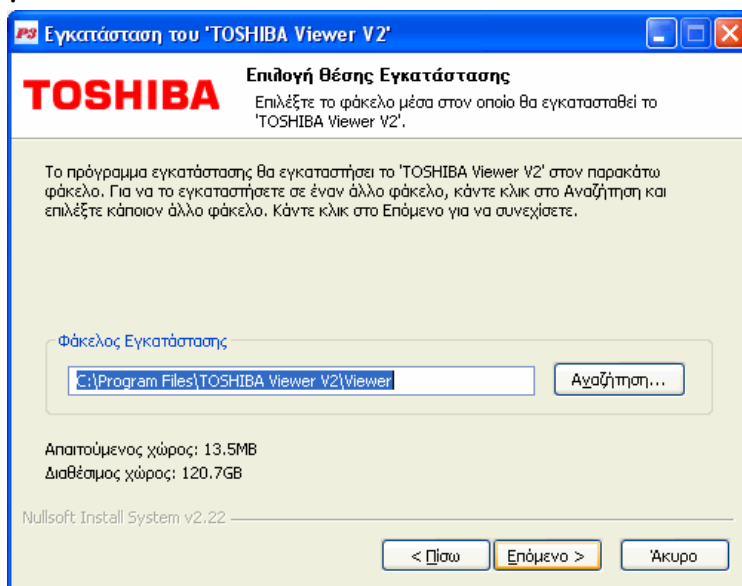 P3 Εγκατάσταση του 'TOSHIBA Viewer V2'
TOSHIBA
Επιλογή Θέσης Εγκατάστασης
Επιλέξτε το φάκελο μέσα στον οποίο θα εγκατασταθεί το
'TOSHIBA Viewer V2'.
Το πρόγραμμα εγκατάστασης θα εγκαταστήσει το 'TOSHIBA Viewer V2' στον παρακάτω
φάκελο. Για να το εγκαταστήσετε σε έναν άλλο φάκελο, κάντε κλικ στο Αναζήτηση και
επιλέξτε κάποιον άλλο φάκελο. Κάντε κλικ στο Επόμενο για να συνεχίσετε.
Φάκελος Εγκατάστασης
C:\Program Files\TOSHIBA Viewer V2\Viewer
Αναζήτηση...
Απαιτούμενος χώρος: 13.5MB
Διαθέσιμος χώρος: 120.7GB
Nullsoft Install System v2.22
< Πίσω
Επόμενο >
Άκυρο